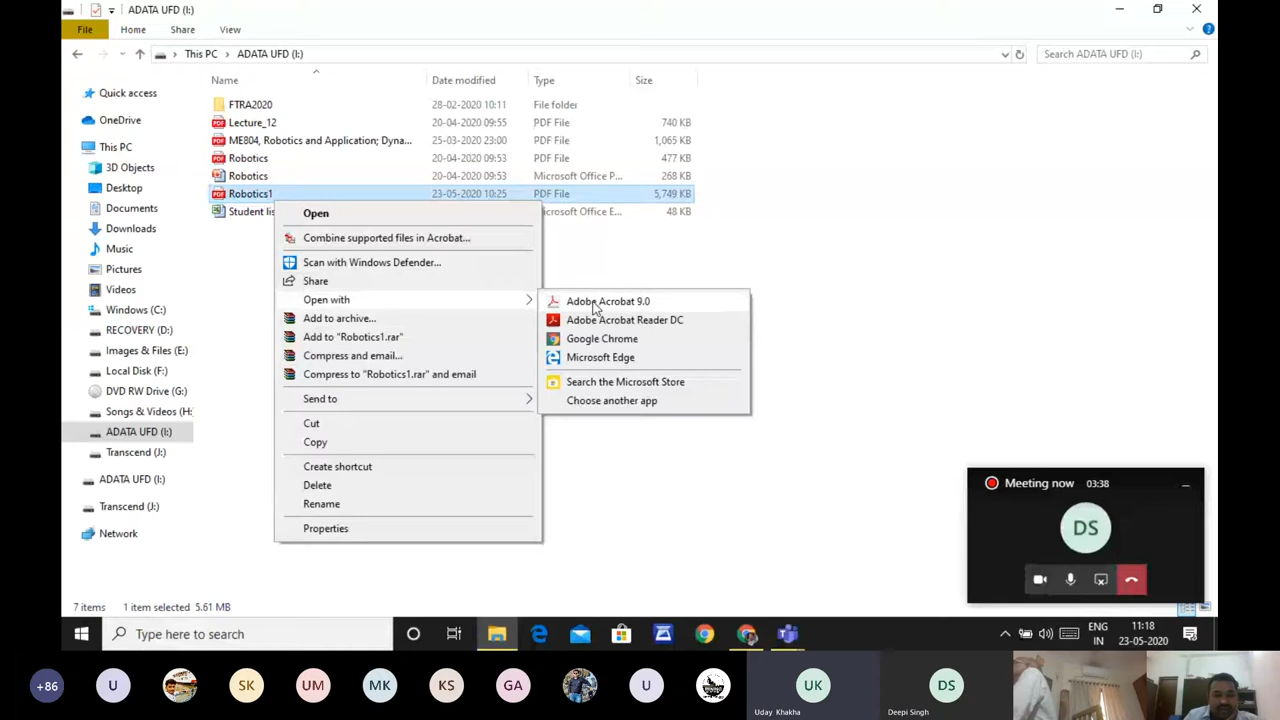 ADATA UFD (I:)
File Home Share View
This PC ADATA UFD (I:) Search ADATA UFD (I:)
Name Date modified Type Size
Quick access
OneDrive
This PC
3D Objects
Desktop
Documents
Downloads
Music
Pictures
Videos
Windows (C:)
RECOVERY (D:)
Images & Files (E:)
Local Disk (F:)
DVD RW Drive (G:)
Songs & Videos (H:
ADATA UFD (I:)
Transcend (J:)
ADATA UFD (I:)
Transcend (J:)
Network
FTRA2020 28-02-2020 10:11 File folder
Lecture_12 20-04-2020 09:55 PDF File 740 KB
ME804, Robotics and Application; Dyna... 25-03-2020 23:00 PDF File 1,065 KB
Robotics 20-04-2020 09:53 PDF File 477 KB
Robotics 20-04-2020 09:53 Microsoft Office P... 268 KB
Robotics1 23-05-2020 10:25 PDF File 5,749 KB
Student lis icrosoft Office E... 48 KB
Open
Combine supported files in Acrobat...
Scan with Windows Defender...
Share
Open with
Add to archive...
Add to "Robotics1.rar"
Compress and email...
Compress to "Robotics1.rar" and email
Send to
Cut
Copy
Create shortcut
Delete
Rename
Properties
Adobe Acrobat 9.0
Adobe Acrobat Reader DC
Google Chrome
Microsoft Edge
Search the Microsoft Store
Choose another app
Meeting now 03:38
DS
7 items 1 item selected 5.61 MB
Type here to search
ENG
IN
11:18
23-05-2020
+86 U SK UM MK KS GA U UK DS
Uday Khakha Deepi Singh